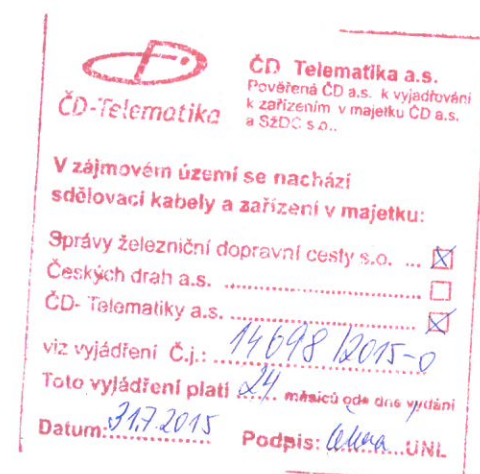 ČD-Telematika
ČD Telematika a.s.
Pověřená ČD a.s. k vyjadřování
k zařízením v majetku ČD a.s.
a SŽDC s.o..
V zájmovém území se nachází
sdělovací kabely a zařízení v majetku:
Správy železniční dopravní cesty s.o. ... ☒
Českých drah a.s. ................................ ☐
ČD- Telematiky a.s. .............................. ☒
viz vyjádření Č.j.: 14698/2015-O
Toto vyjádření platí 24 měsíců ode dne vydání
Datum: 31.7.2015
Podpis: UNL